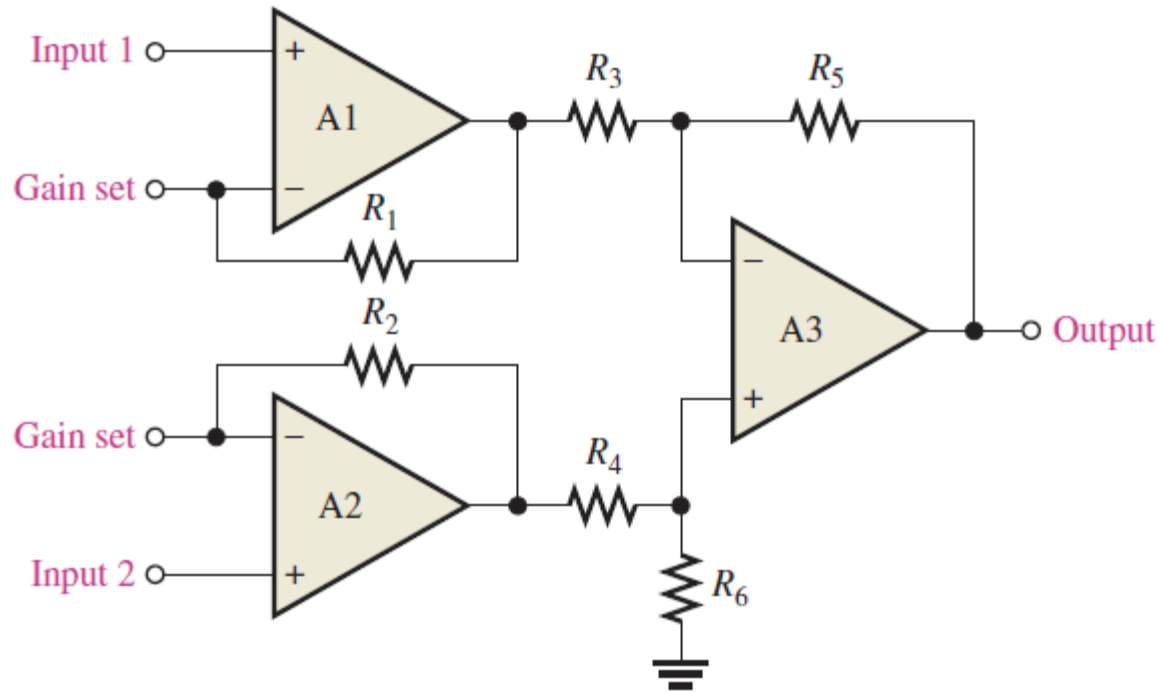 Input 1
+
A1
R3
R5
Gain set
−
R1
R2
−
A3
Output
+
Gain set
−
A2
R4
Input 2
+
R6